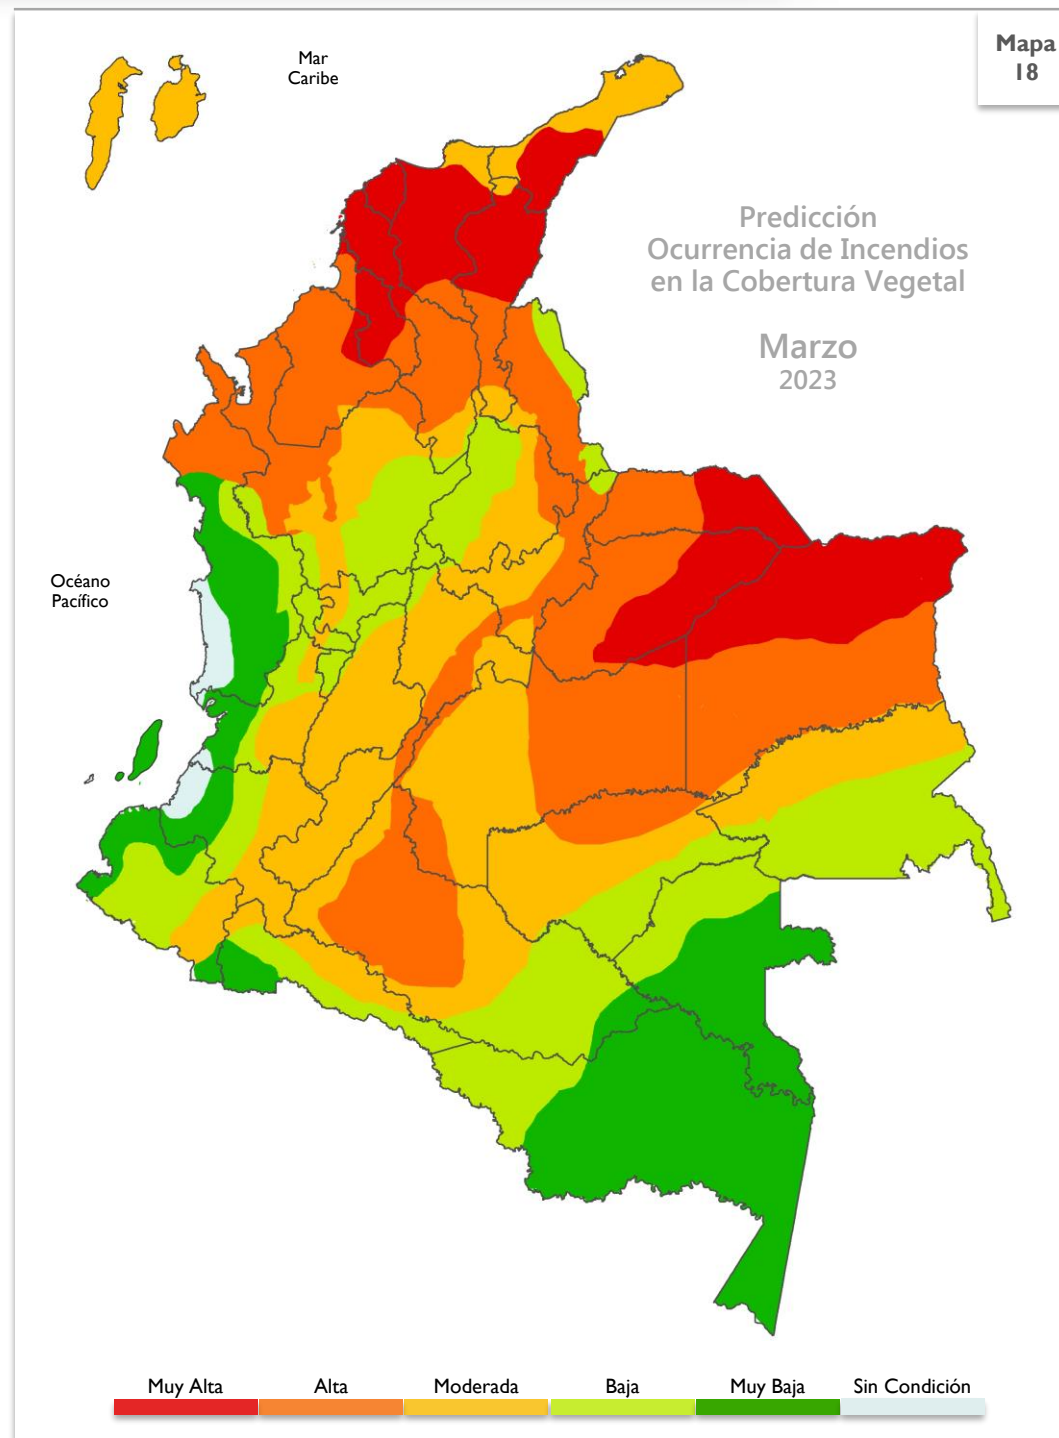 Mapa
18
Mar
Caribe
Predicción
Ocurrencia de Incendios
en la Cobertura Vegetal
Marzo
2023
Océano
Pacífico
Muy Alta
Alta
Moderada
Baja
Muy Baja
Sin Condición